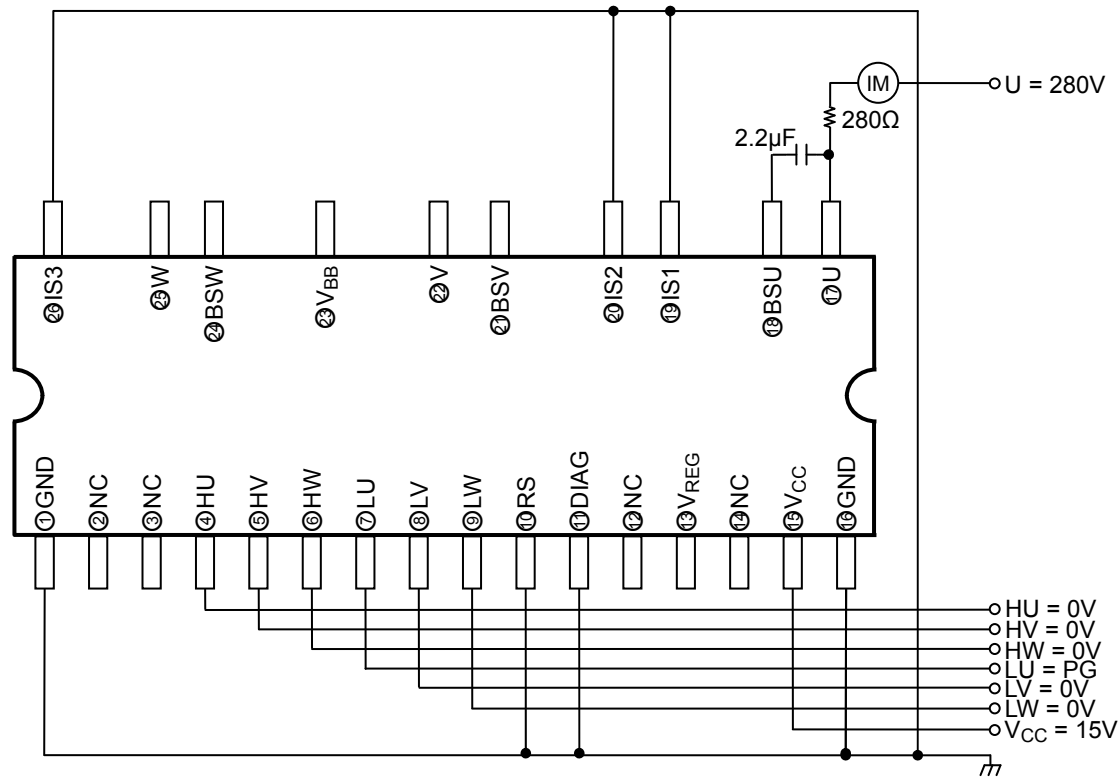 IM
U = 280V
280Ω
2.2μF
㉖IS3
㉕W
㉔BSW
㉓VBB
㉒V
㉑BSV
⑳IS2
⑲IS1
⑱BSU
⑰U
①GND
②NC
③NC
④HU
⑤HV
⑥HW
⑦LU
⑧LV
⑨LW
⑩RS
⑪DIAG
⑫NC
⑬VREG
⑭NC
⑮VCC
⑯GND
HU = 0V
HV = 0V
HW = 0V
LU = PG
LV = 0V
LW = 0V
VCC = 15V